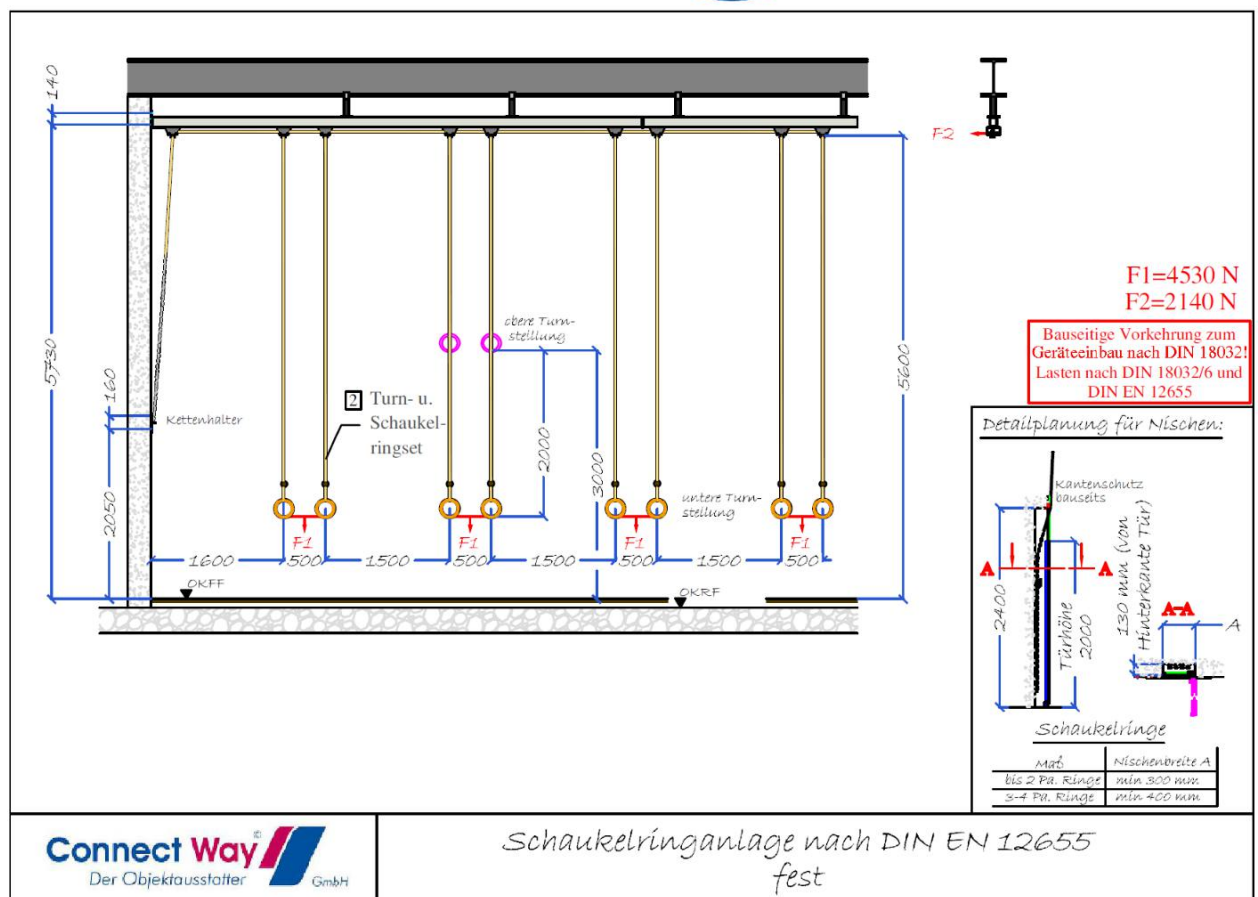 140
F2
5730
5600
F1=4530 N
F2=2140 N
Bauseitige Vorkehrung zum
Geräteeinbau nach DIN 18032!
Lasten nach DIN 18032/6 und
DIN EN 12655
obere Turn-
stellung
2 Turn- u.
Schaukel-
ringset
160
Kettenhalter
2000
3000
2050
untere Turn-
stellung
F1
F1
F1
F1
1600
500
1500
500
1500
500
1500
500
OKFF
OKRF
Detailplanung für Nischen:
Kantenschutz
bauseits
A
A
2400
Türhöhe
2000
130 mm (von
Hinterkante Tür)
A-A
A
Schaukelringe
Maß Nischenbreite A
bis 2 Pa. Ringe min 300 mm
3-4 Pa. Ringe min 400 mm
Connect Way ®
Der Objektausstatter GmbH
Schaukelringanlage nach DIN EN 12655
fest